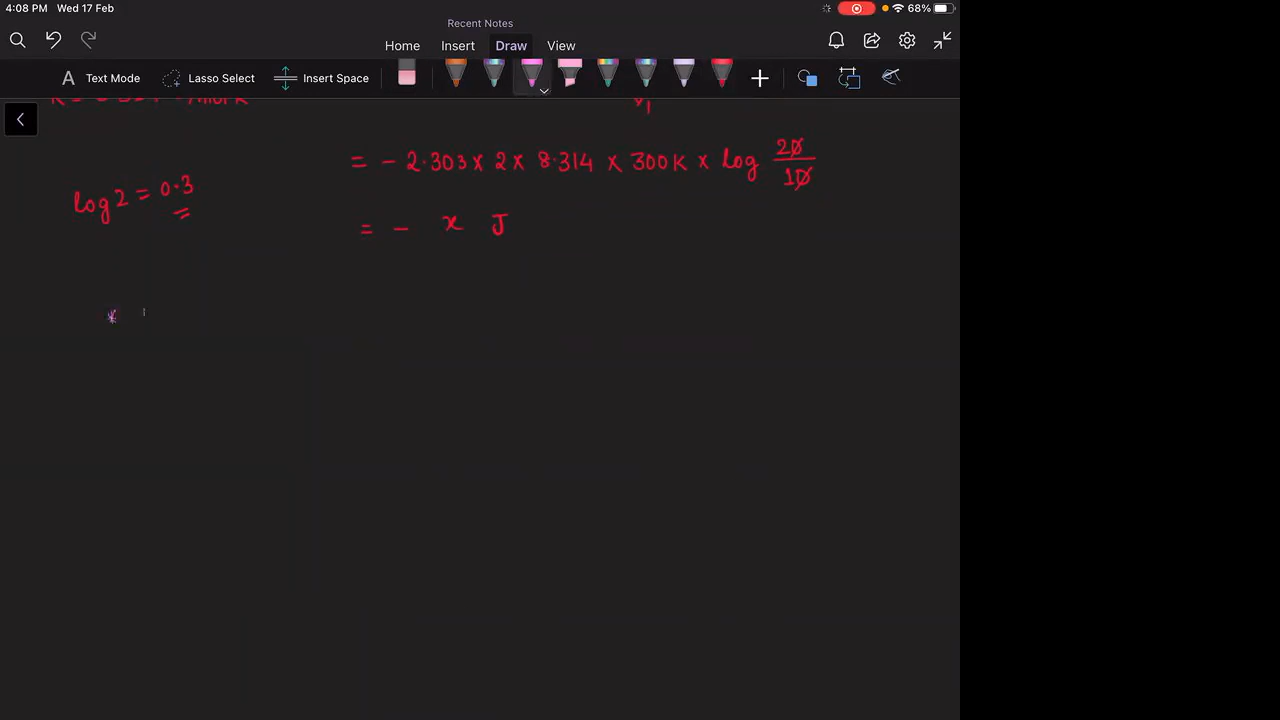 4:08 PM Wed 17 Feb
68%
Recent Notes
Home Insert Draw View
Text Mode Lasso Select Insert Space
= - 2.303 x 2 x 8.314 x 300K x log 20/10
log 2 = 0.3
= - x J
*